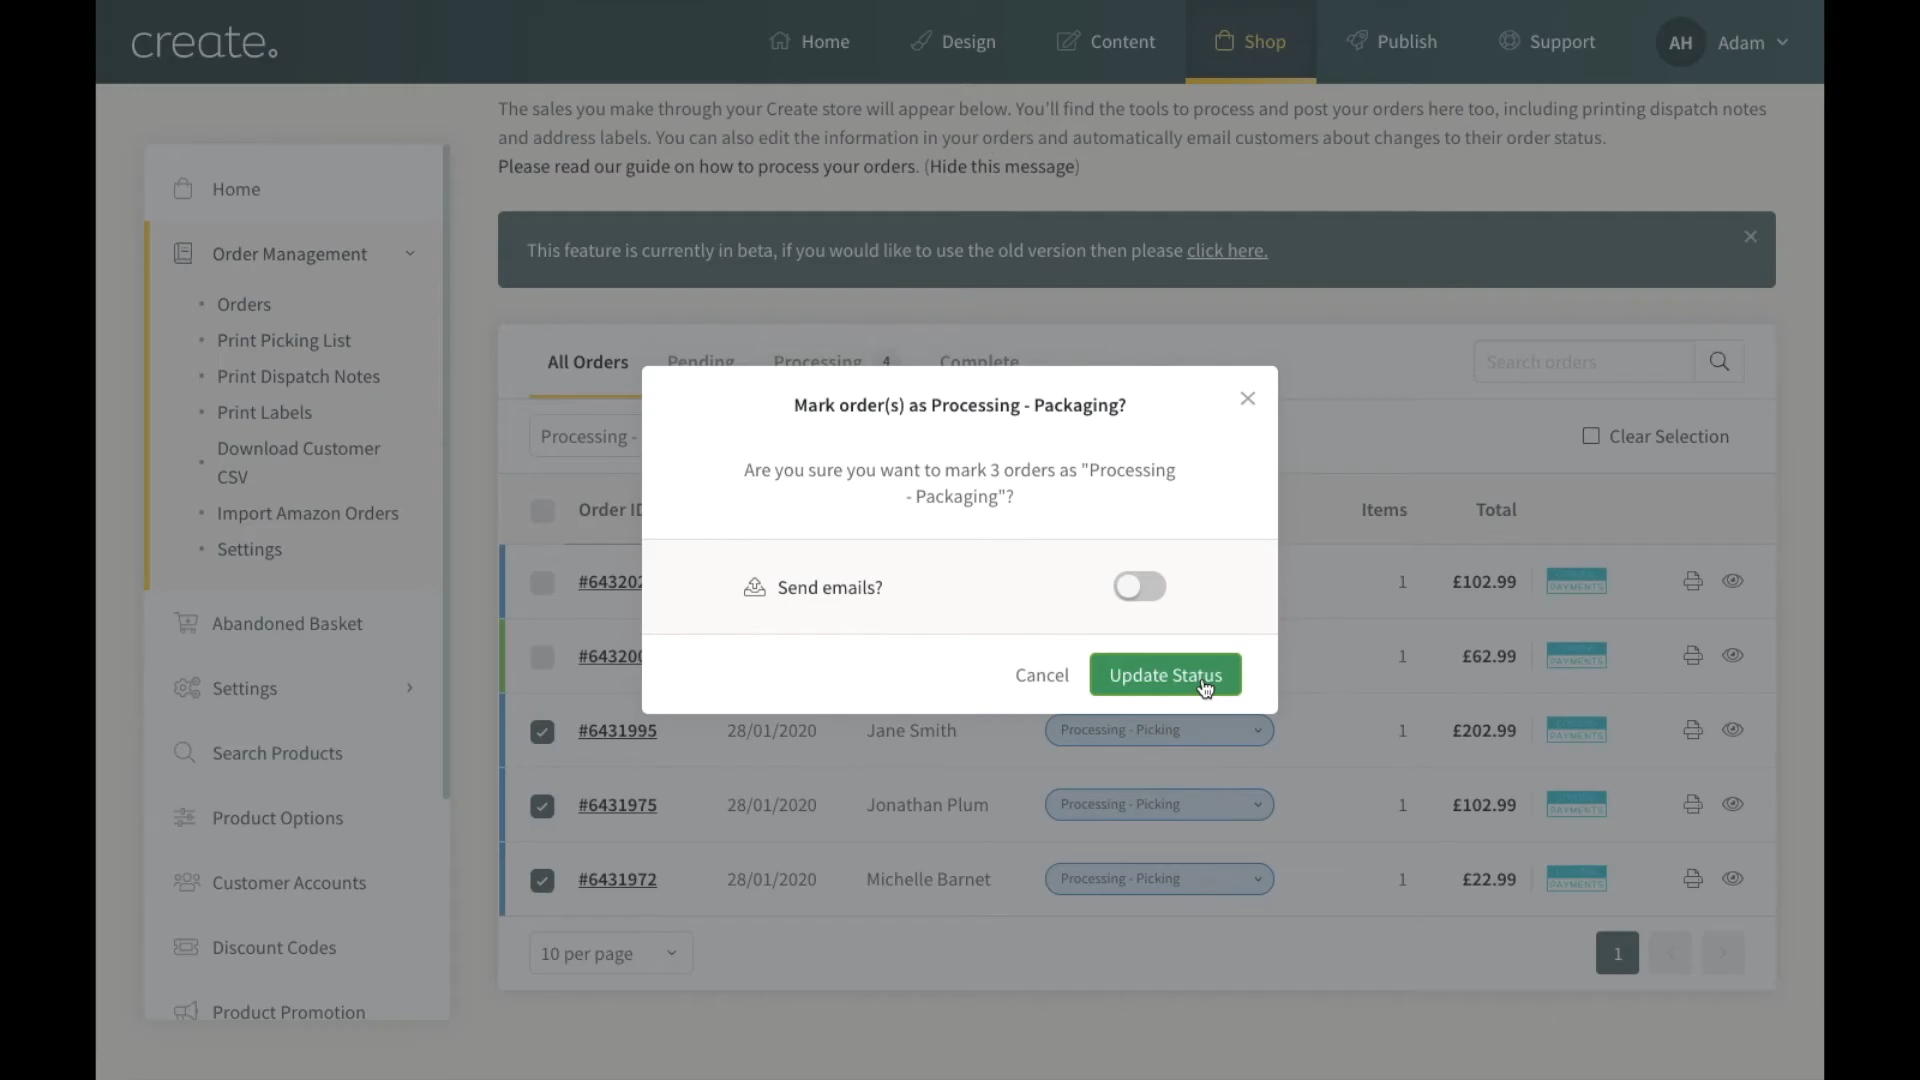 create.
Home
Design
Content
Shop
Publish
Support
AH
Adam
The sales you make through your Create store will appear below. You'll find the tools to process and post your orders here too, including printing dispatch notes
and address labels. You can also edit the information in your orders and automatically email customers about changes to their order status.
Please read our guide on how to process your orders. (Hide this message)
This feature is currently in beta, if you would like to use the old version then please click here.
Home
Order Management
Orders
Print Picking List
Print Dispatch Notes
Print Labels
Download Customer
CSV
Import Amazon Orders
Settings
Abandoned Basket
Settings
Search Products
Product Options
Customer Accounts
Discount Codes
Product Promotion
All Orders
Pending
Processing 4
Complete
Search orders
Processing -
Clear Selection
Order ID
Items
Total
#643202
1
£102.99
PAYMENTS
#64320
1
£62.99
PAYMENTS
Mark order(s) as Processing - Packaging?
Are you sure you want to mark 3 orders as "Processing
- Packaging"?
Send emails?
Cancel
Update Status
#6431995
28/01/2020
Jane Smith
Processing - Picking
1
£202.99
PAYMENTS
#6431975
28/01/2020
Jonathan Plum
Processing - Picking
1
£102.99
PAYMENTS
#6431972
28/01/2020
Michelle Barnet
Processing - Picking
1
£22.99
PAYMENTS
10 per page
1